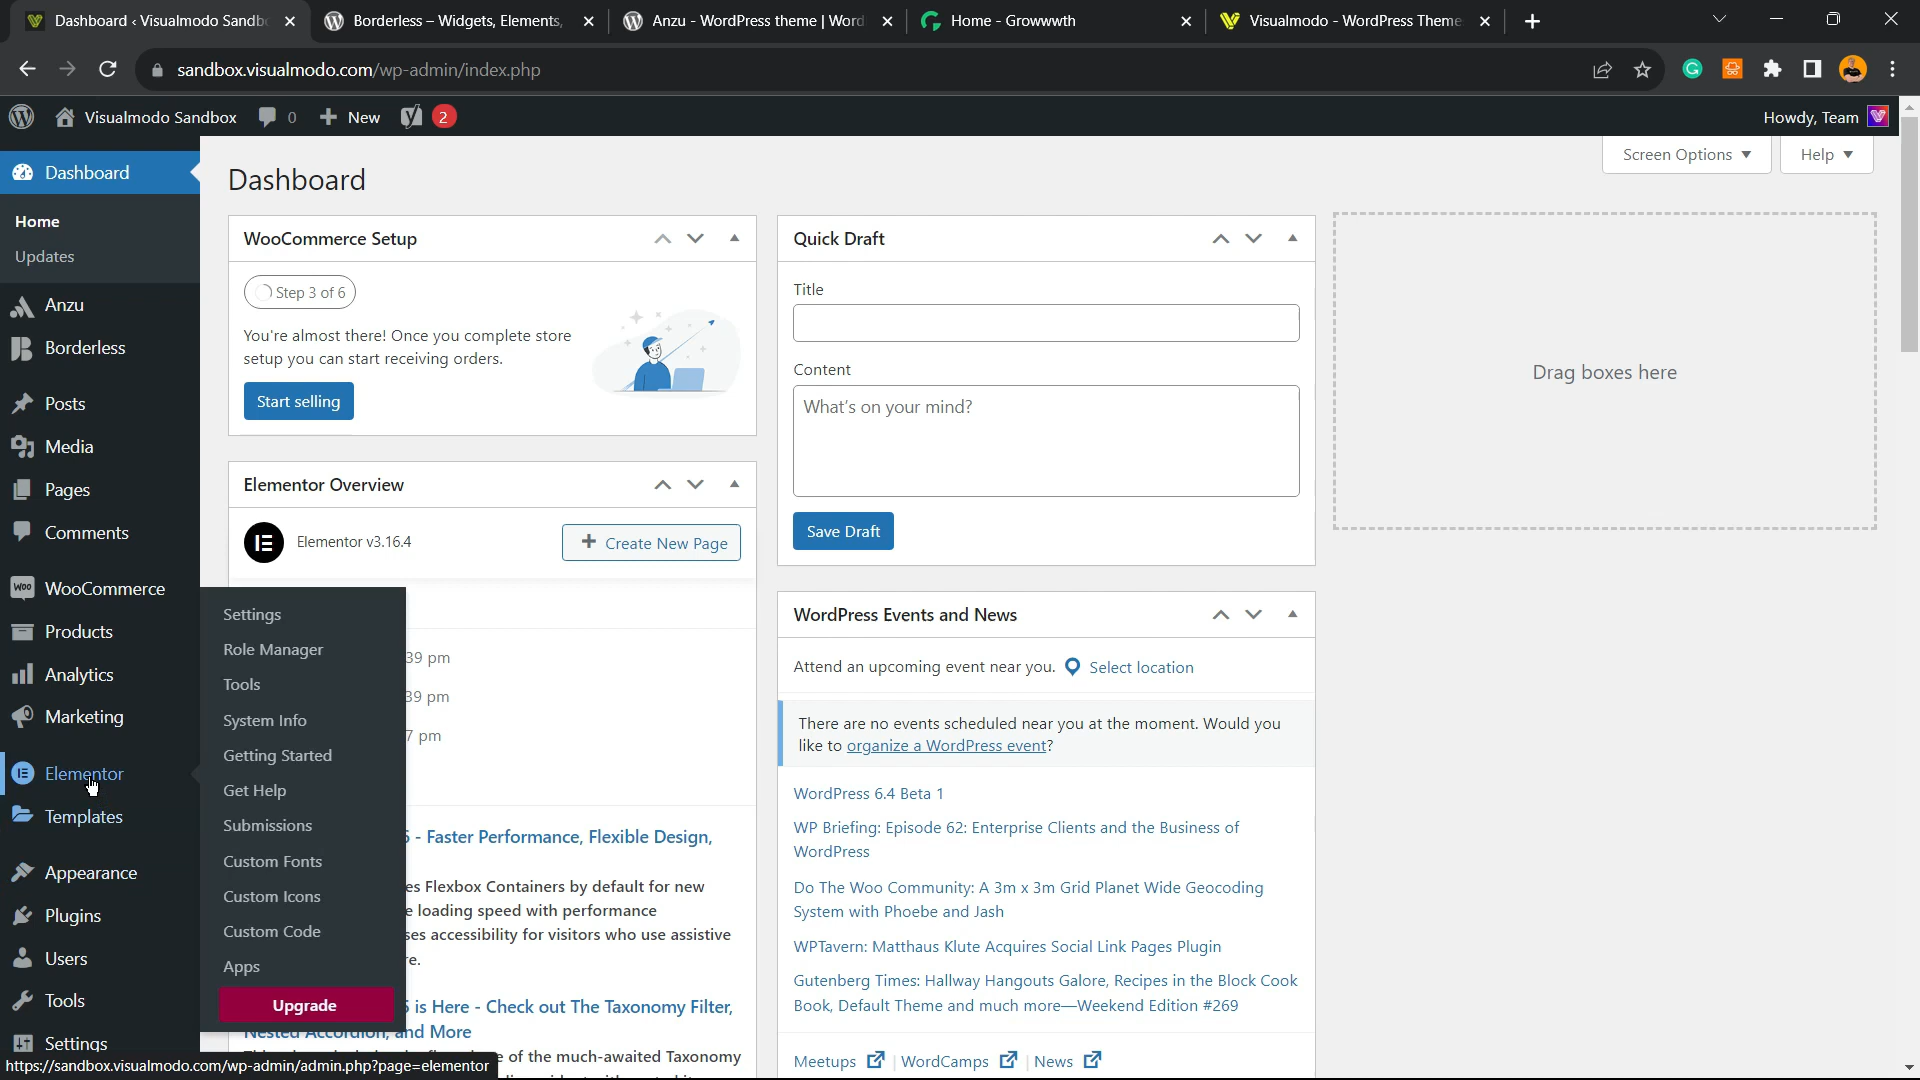 Dashboard ‹ Visualmodo Sandb
Borderless – Widgets, Elements,
Anzu - WordPress theme | Word
Home - Growwwth
Visualmodo - WordPress Theme
sandbox.visualmodo.com/wp-admin/index.php
Visualmodo Sandbox
0
New
2
Howdy, Team
Screen Options
Help
Dashboard
Home
Updates
Anzu
Borderless
Posts
Media
Pages
Comments
WooCommerce
Products
Analytics
Marketing
Elementor
Templates
Appearance
Plugins
Users
Tools
Settings
Settings
Role Manager
Tools
System Info
Getting Started
Get Help
Submissions
Custom Fonts
Custom Icons
Custom Code
Apps
Upgrade
Dashboard
WooCommerce Setup
Step 3 of 6
You're almost there! Once you complete store
setup you can start receiving orders.
Start selling
Elementor Overview
Elementor v3.16.4
Create New Page
39 pm
39 pm
7 pm
- Faster Performance, Flexible Design,
es Flexbox Containers by default for new
e loading speed with performance
ses accessibility for visitors who use assistive
e.
is Here - Check out The Taxonomy Filter,
Nested Accordion, and More
e of the much-awaited Taxonomy
Quick Draft
Title
Content
What's on your mind?
Save Draft
WordPress Events and News
Attend an upcoming event near you.
Select location
There are no events scheduled near you at the moment. Would you
like to organize a WordPress event?
WordPress 6.4 Beta 1
WP Briefing: Episode 62: Enterprise Clients and the Business of
WordPress
Do The Woo Community: A 3m x 3m Grid Planet Wide Geocoding
System with Phoebe and Jash
WPTavern: Matthaus Klute Acquires Social Link Pages Plugin
Gutenberg Times: Hallway Hangouts Galore, Recipes in the Block Cook
Book, Default Theme and much more—Weekend Edition #269
Meetups | WordCamps | News
Drag boxes here
https://sandbox.visualmodo.com/wp-admin/admin.php?page=elementor